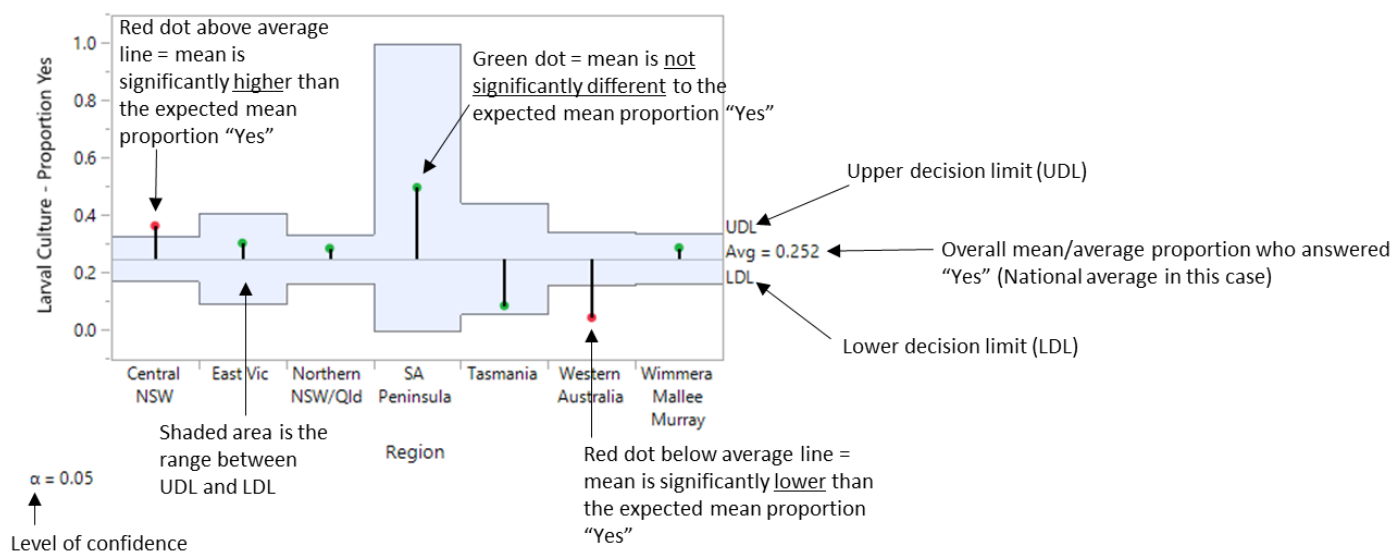 Red dot above average
line = mean is
significantly higher than
the expected mean
proportion “Yes”
Green dot = mean is not
significantly different to the
expected mean proportion “Yes”
Larval Culture - Proportion Yes
1.0
0.8
0.6
0.4
0.2
0.0
UDL
Avg = 0.252
LDL
Upper decision limit (UDL)
Overall mean/average proportion who answered
“Yes” (National average in this case)
Lower decision limit (LDL)
Central
NSW
East Vic
Northern
NSW/Qld
SA
Peninsula
Tasmania
Western
Australia
Wimmera
Mallee
Murray
Region
Shaded area is the
range between
UDL and LDL
Red dot below average line =
mean is significantly lower than
the expected mean proportion
“Yes”
α = 0.05
Level of confidence